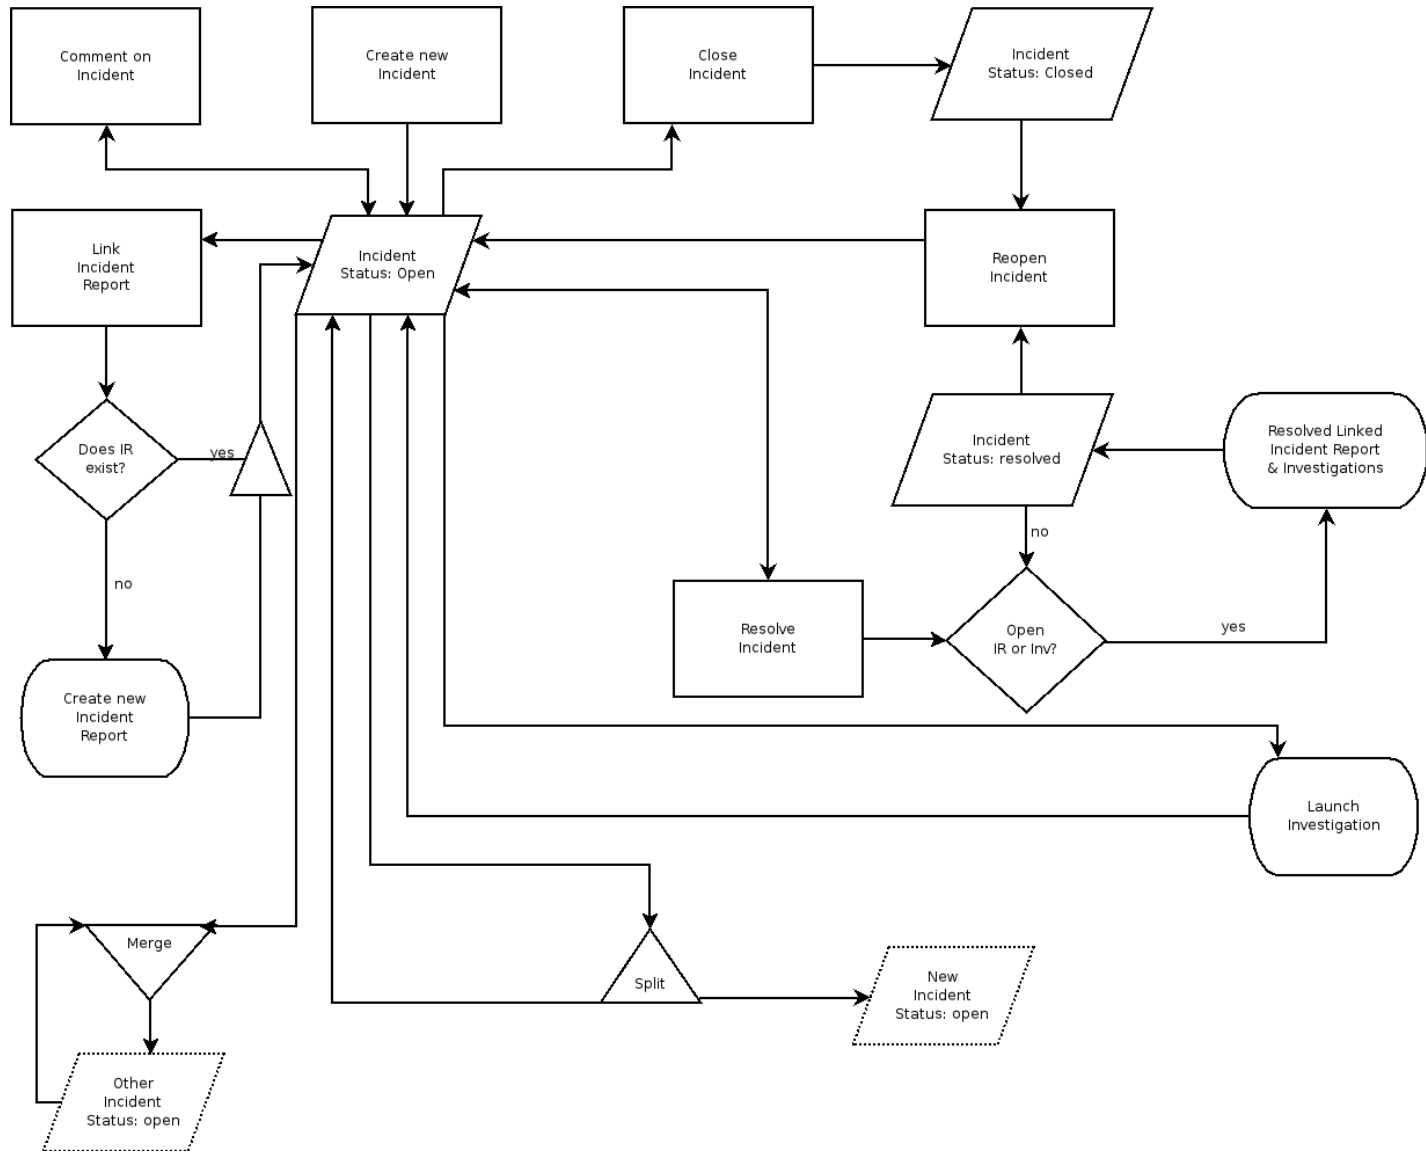 Comment on
Incident
Create new
Incident
Close
Incident
Incident
Status: Closed
Link
Incident
Report
Incident
Status: Open
Reopen
Incident
Does IR
exist?
yes
Incident
Status: resolved
Resolved Linked
Incident Report
& Investigations
no
no
Resolve
Incident
Open
IR or Inv?
yes
Create new
Incident
Report
Launch
Investigation
Merge
Split
New
Incident
Status: open
Other
Incident
Status: open